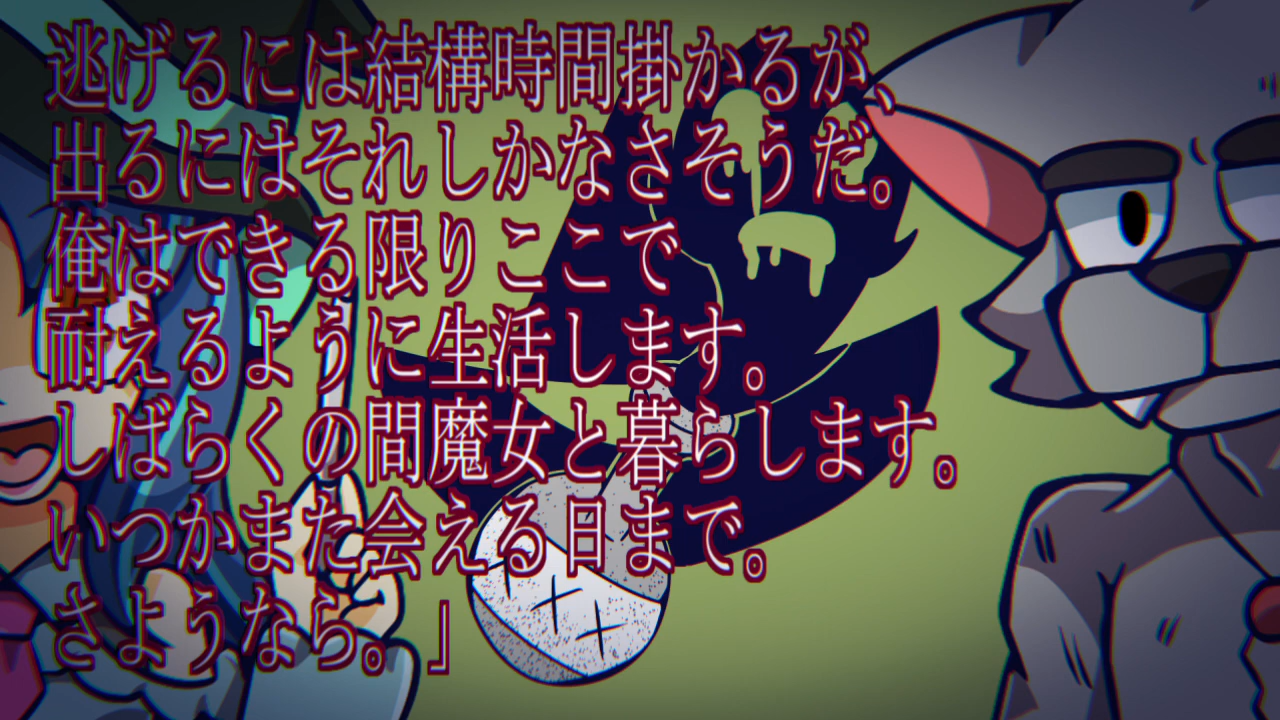 逃げるには結構時間掛かるが、
出るにはそれしかなさそうだ。
俺はできる限りここで
耐えるように生活します。
しばらくの間魔女と暮らします。
いつかまた会える日まで。
さようなら。」